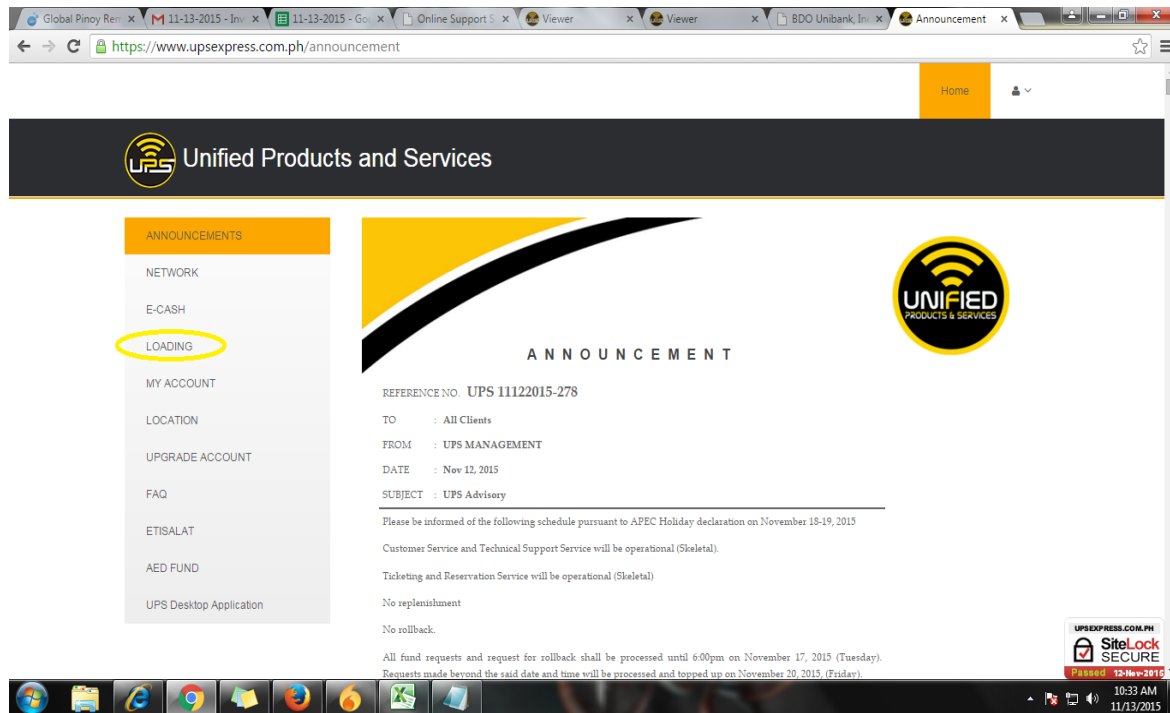 Global Pinoy Rem
11-13-2015 - Inv
11-13-2015 - Goo
Online Support S
Viewer
Viewer
BDO Unibank, Inc
Announcement
https://www.upsexpress.com.ph/announcement
Home
UPS
Unified Products and Services
ANNOUNCEMENTS
NETWORK
E-CASH
LOADING
MY ACCOUNT
LOCATION
UPGRADE ACCOUNT
FAQ
ETISALAT
AED FUND
UPS Desktop Application
UNIFIED
PRODUCTS & SERVICES
ANNOUNCEMENT
REFERENCE NO. UPS 11122015-278
TO : All Clients
FROM : UPS MANAGEMENT
DATE : Nov 12, 2015
SUBJECT : UPS Advisory
Please be informed of the following schedule pursuant to APEC Holiday declaration on November 18-19, 2015
Customer Service and Technical Support Service will be operational (Skeletal).
Ticketing and Reservation Service will be operational (Skeletal)
No replenishment
No rollback.
All fund requests and request for rollback shall be processed until 6:00pm on November 17, 2015 (Tuesday).
Requests made beyond the said date and time will be processed and topped up on November 20, 2015, (Friday).
UPSEXPRESS.COM.PH
SiteLock
SECURE
Passed 12-Nov-2015
10:33 AM
11/13/2015